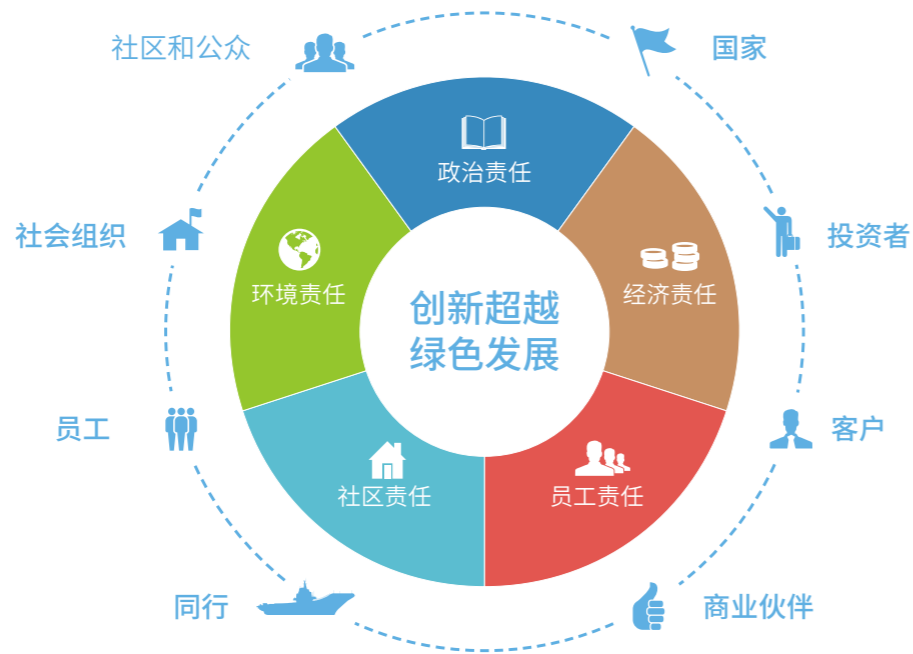 社区和公众
国家
政治责任
社会组织
投资者
环境责任
经济责任
创新超越
绿色发展
员工
客户
社区责任
员工责任
同行
商业伙伴